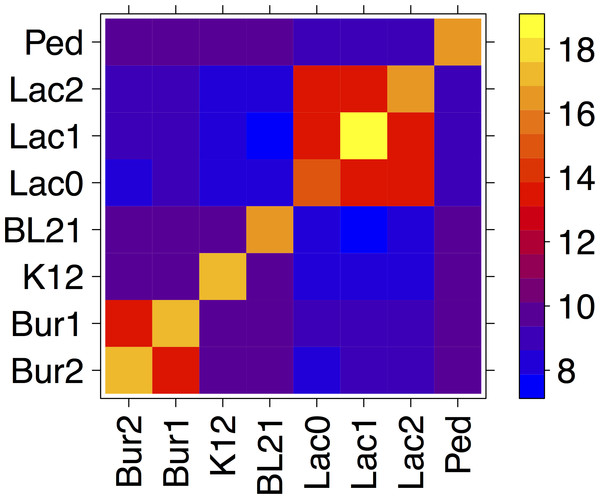 Ped
Lac2
Lac1
Lac0
BL21
K12
Bur1
Bur2
Bur2
Bur1
K12
BL21
Lac0
Lac1
Lac2
Ped
18
16
14
12
10
8